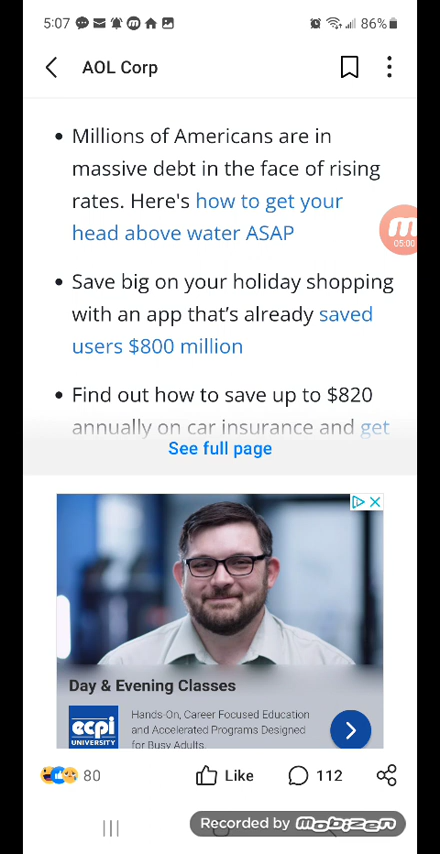 5:07
86%
AOL Corp
• Millions of Americans are in
massive debt in the face of rising
rates. Here's how to get your
head above water ASAP
05:00
• Save big on your holiday shopping
with an app that's already saved
users $800 million
• Find out how to save up to $820
annually on car insurance and get
See full page
Day & Evening Classes
ecpi
UNIVERSITY
Hands-On, Career Focused Education
and Accelerated Programs Designed
for Busy Adults.
80
Like
112
Recorded by mobizen